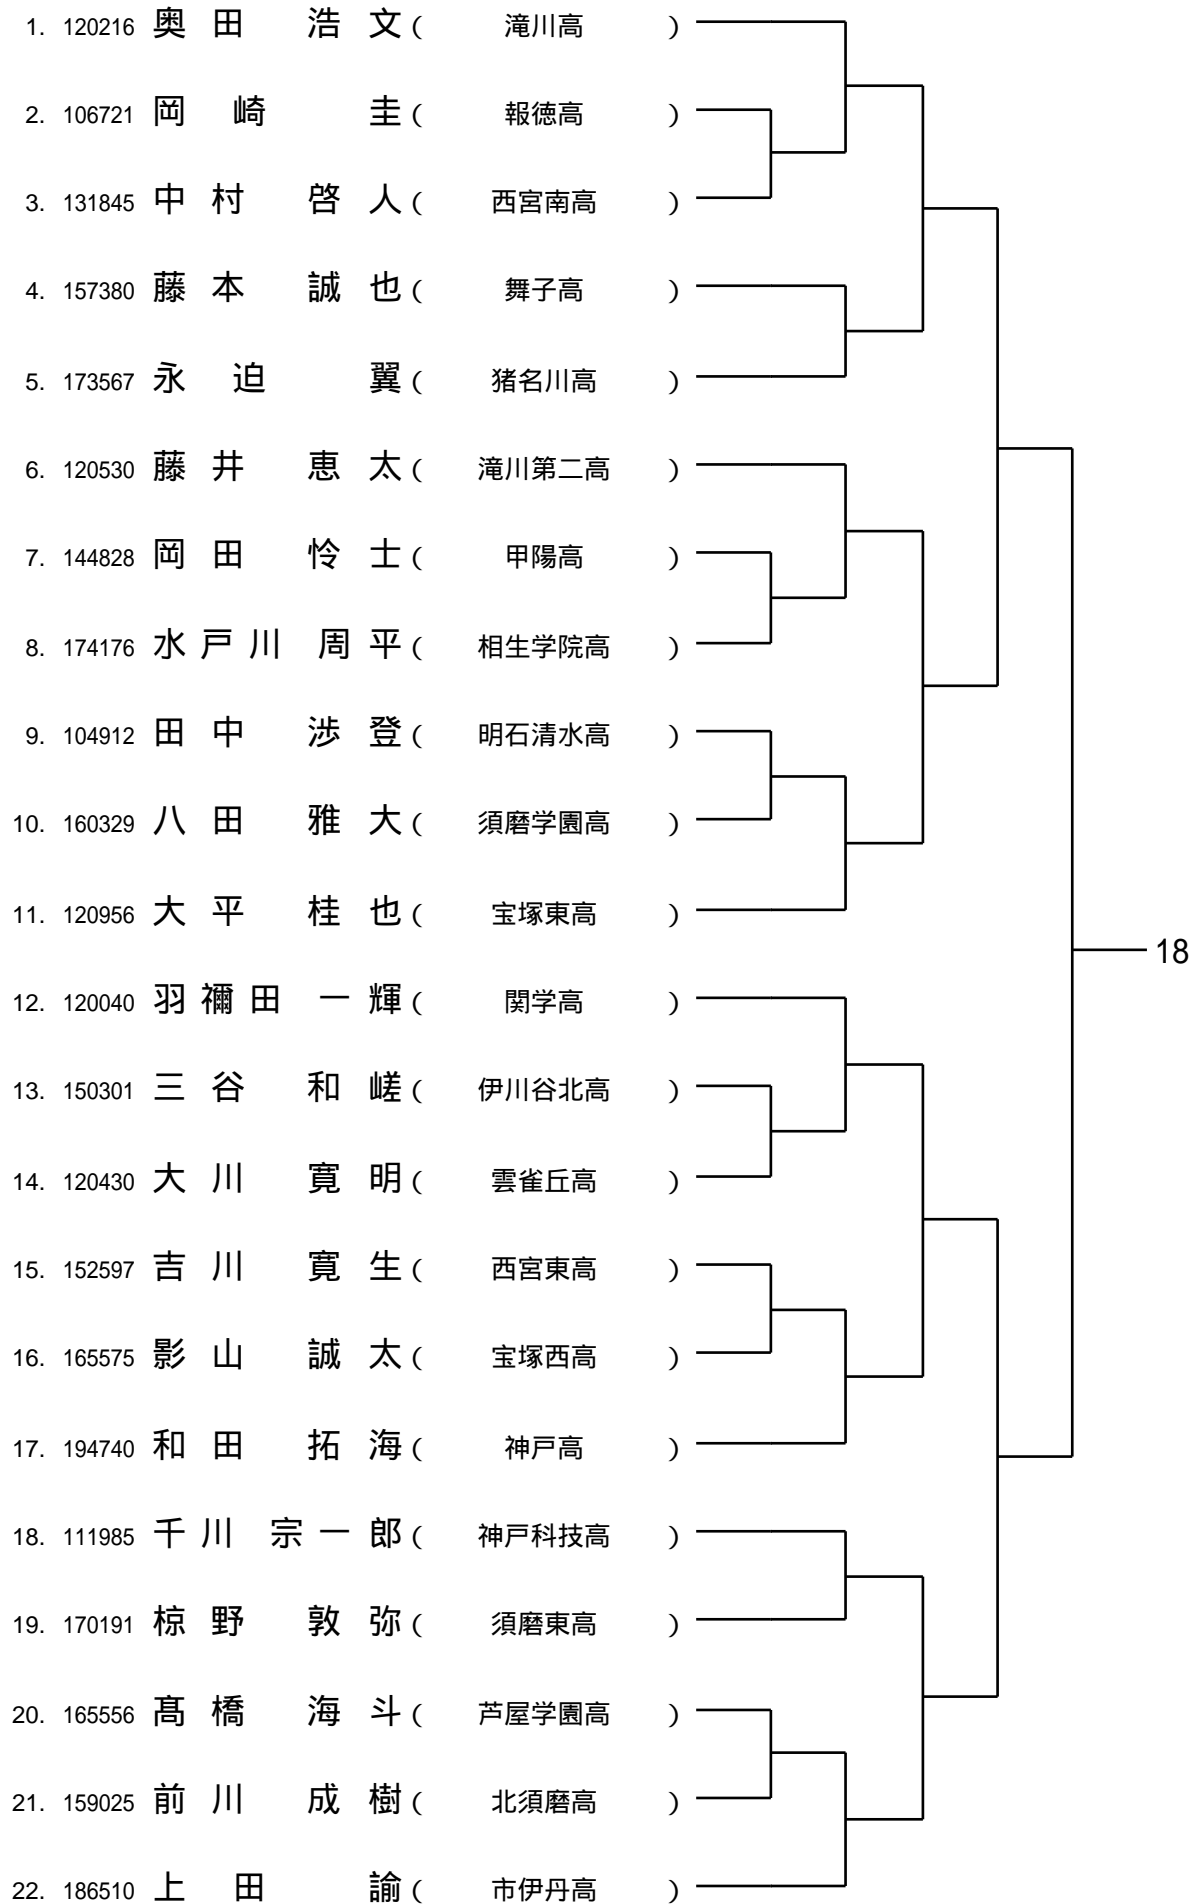 1. 120216 奥田 浩文( 滝川高 )
2. 106721 岡崎 圭( 報徳高 )
3. 131845 中村 啓人( 西宮南高 )
4. 157380 藤本 誠也( 舞子高 )
5. 173567 永迫 翼( 猪名川高 )
6. 120530 藤井 恵太( 滝川第二高 )
7. 144828 岡田 怜士( 甲陽高 )
8. 174176 水戸川 周平( 相生学院高 )
9. 104912 田中 渉登( 明石清水高 )
10. 160329 八田 雅大( 須磨学園高 )
11. 120956 大平 桂也( 宝塚東高 )
18
12. 120040 羽禰田 一輝( 関学高 )
13. 150301 三谷 和嵯( 伊川谷北高 )
14. 120430 大川 寛明( 雲雀丘高 )
15. 152597 吉川 寛生( 西宮東高 )
16. 165575 影山 誠太( 宝塚西高 )
17. 194740 和田 拓海( 神戸高 )
18. 111985 千川 宗一郎( 神戸科技高 )
19. 170191 椋野 敦弥( 須磨東高 )
20. 165556 髙橋 海斗( 芦屋学園高 )
21. 159025 前川 成樹( 北須磨高 )
22. 186510 上田 諭( 市伊丹高 )